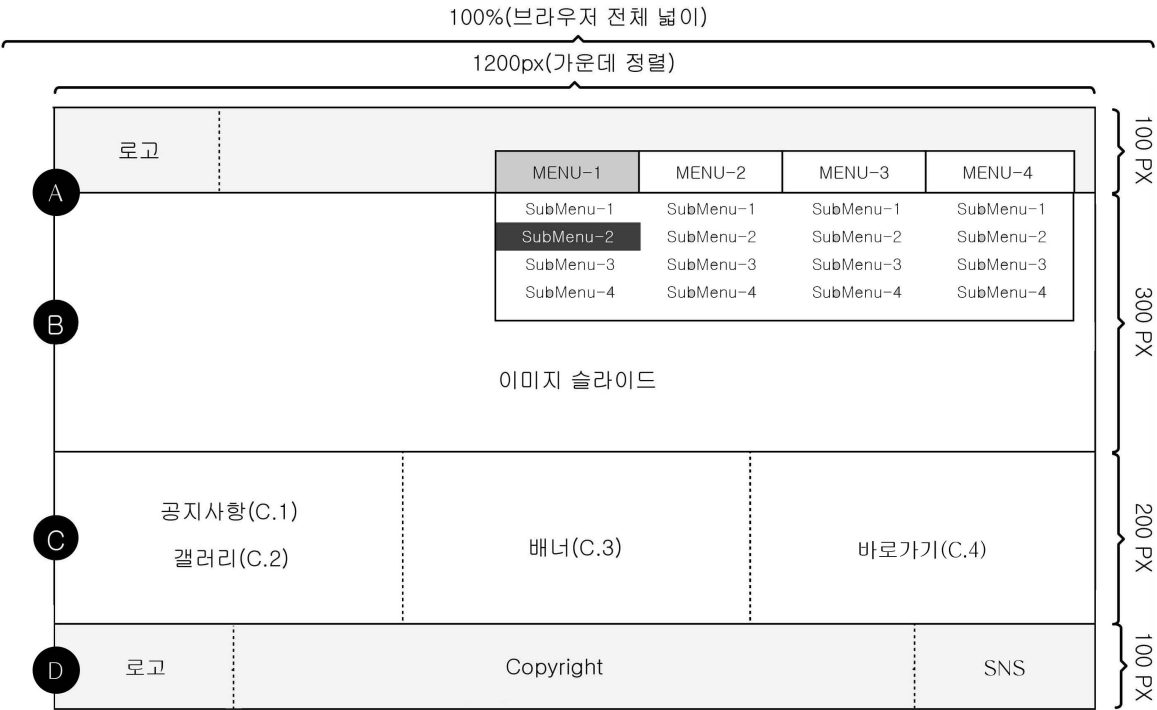 100%(브라우저 전체 넓이)
1200px(가운데 정렬)
로고
100 PX
MENU-1 MENU-2 MENU-3 MENU-4
A
SubMenu-1 SubMenu-1 SubMenu-1 SubMenu-1
SubMenu-2 SubMenu-2 SubMenu-2 SubMenu-2
SubMenu-3 SubMenu-3 SubMenu-3 SubMenu-3
SubMenu-4 SubMenu-4 SubMenu-4 SubMenu-4
B
300 PX
이미지 슬라이드
공지사항(C.1)
갤러리(C.2)
C
배너(C.3)
바로가기(C.4)
200 PX
D
로고
Copyright
SNS
100 PX